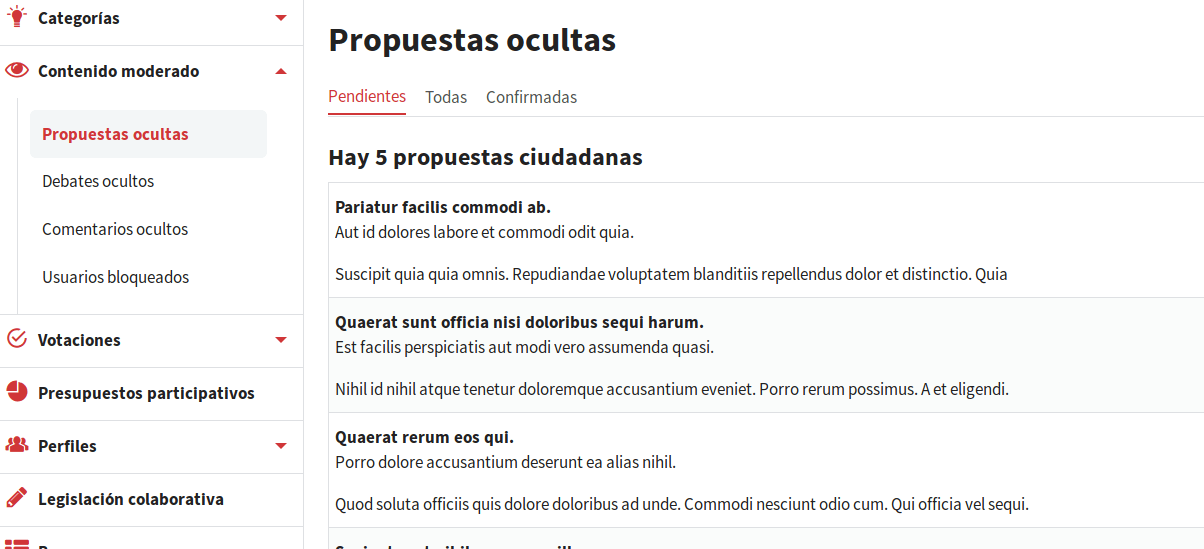 Categorías
Contenido moderado
Propuestas ocultas
Debates ocultos
Comentarios ocultos
Usuarios bloqueados
Votaciones
Presupuestos participativos
Perfiles
Legislación colaborativa
Propuestas ocultas
Pendientes Todas Confirmadas
Hay 5 propuestas ciudadanas
Pariatur facilis commodi ab.
Aut id dolores labore et commodi odit quia.
Suscipit quia quia omnis. Repudiandae voluptatem blanditiis repellendus dolor et distinctio. Quia
Quaerat sunt officia nisi doloribus sequi harum.
Est facilis perspiciatis aut modi vero assumenda quasi.
Nihil id nihil atque tenetur doloremque accusantium eveniet. Porro rerum possimus. A et eligendi.
Quaerat rerum eos qui.
Porro dolore accusantium deserunt ea alias nihil.
Quod soluta officiis quis dolore doloribus ad unde. Commodi nesciunt odio cum. Qui officia vel sequi.